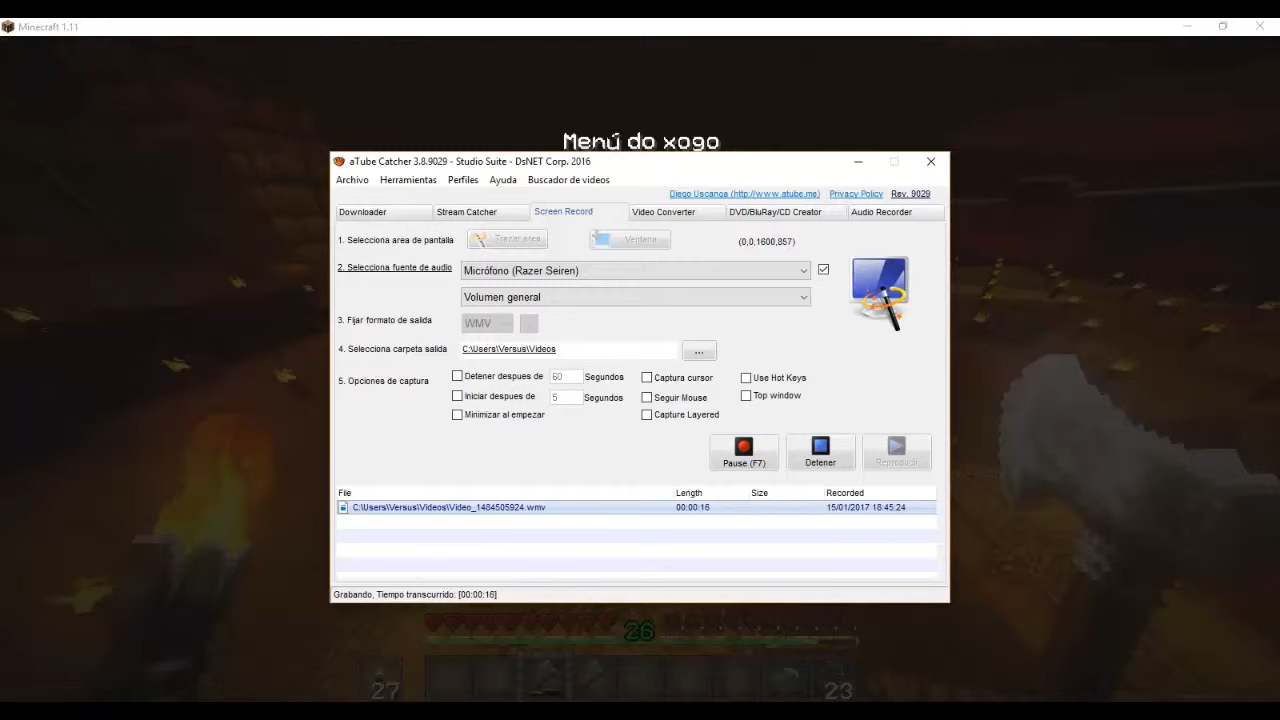 Minecraft 1.11
Menú do xogo
aTube Catcher 3.8.9029 - Studio Suite - DsNET Corp. 2016
Archivo Herramientas Perfiles Ayuda Buscador de videos
Diego Uscanga (http://www.atube.me) Privacy Policy Rev. 9029
Downloader Stream Catcher Screen Record Video Converter DVD/BluRay/CD Creator Audio Recorder
1. Selecciona area de pantalla Trazar area Ventana (0,0,1600,857)
2. Selecciona fuente de audio Micrófono (Razer Seiren)
Volumen general
3. Fijar formato de salida WMV
4. Selecciona carpeta salida C:\Users\Versus\Videos ...
5. Opciones de captura
Detener despues de 60 Segundos Captura cursor Use Hot Keys
Iniciar despues de 5 Segundos Seguir Mouse Top window
Minimizar al empezar Capture Layered
Pause (F7) Detener Reproducir
File Length Size Recorded
C:\Users\Versus\Videos\Video_1484505924.wmv 00:00:16 15/01/2017 18:45:24
Grabando, Tiempo transcurrido: [00:00:16]
26
27 23